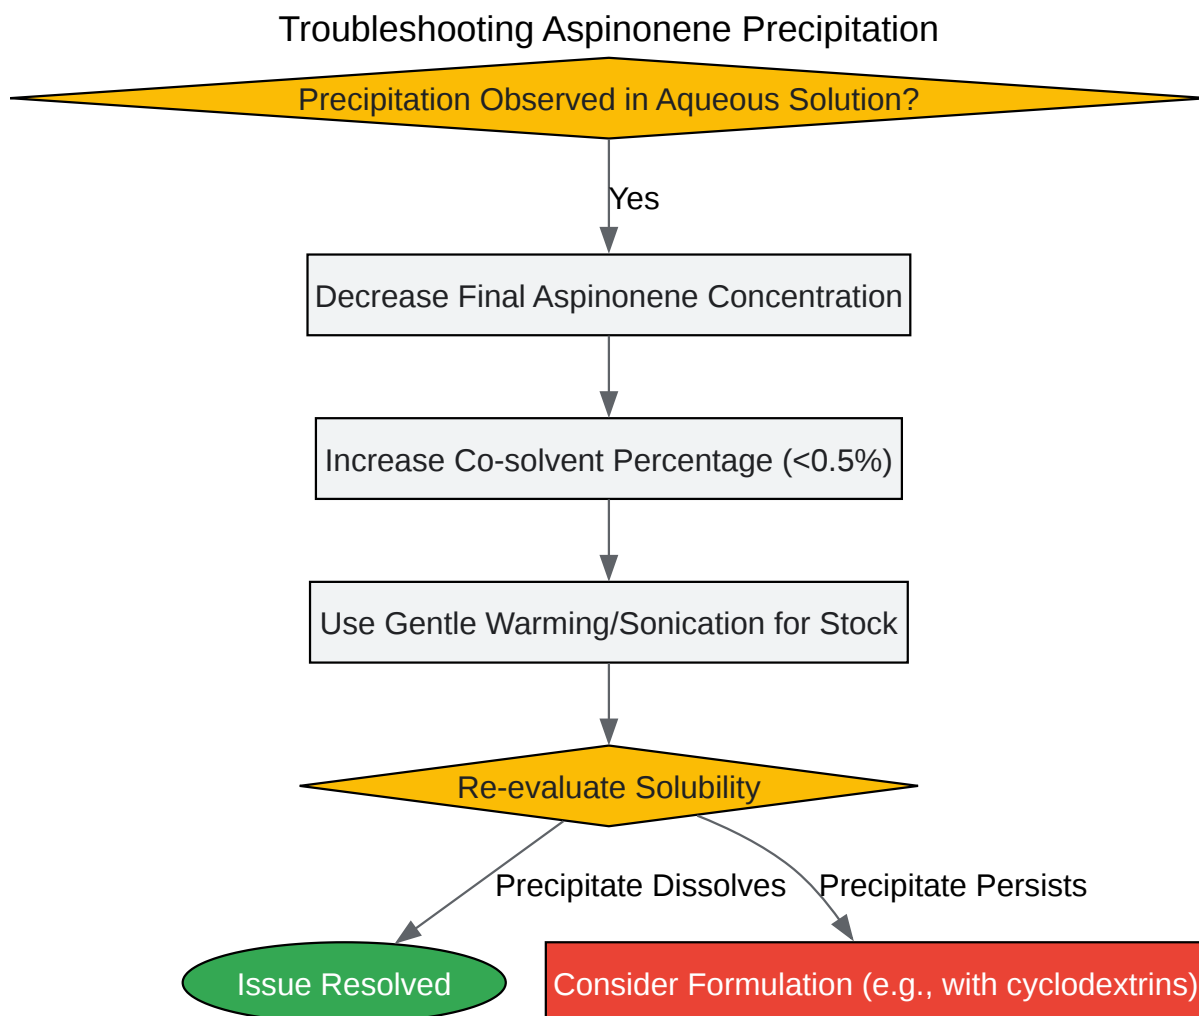 Troubleshooting Aspinonene Precipitation
Precipitation Observed in Aqueous Solution?
Yes
Decrease Final Aspinonene Concentration
Increase Co-solvent Percentage (<0.5%)
Use Gentle Warming/Sonication for Stock
Re-evaluate Solubility
Precipitate Dissolves
Precipitate Persists
Issue Resolved
Consider Formulation (e.g., with cyclodextrins)